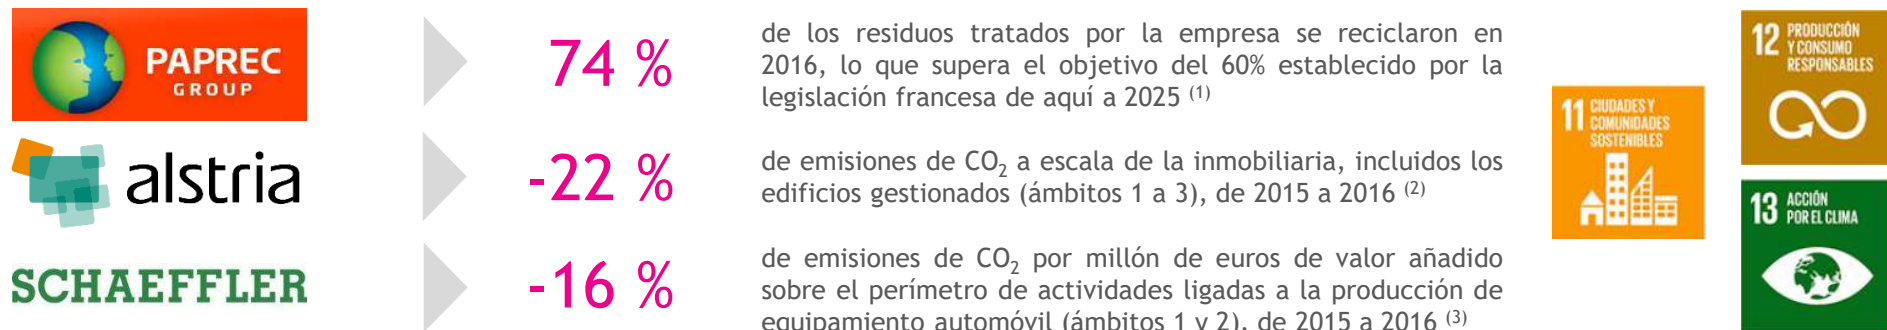 PAPREC
GROUP
74 %
de los residuos tratados por la empresa se reciclaron en
2016, lo que supera el objetivo del 60% establecido por la
legislación francesa de aquí a 2025 (1)
alstria
-22 %
de emisiones de CO2 a escala de la inmobiliaria, incluidos los
edificios gestionados (ámbitos 1 a 3), de 2015 a 2016 (2)
SCHAEFFLER
-16 %
de emisiones de CO2 por millón de euros de valor añadido
sobre el perímetro de actividades ligadas a la producción de
equipamiento automóvil (ámbitos 1 y 2), de 2015 a 2016 (3)
11 CIUDADES Y
COMUNIDADES
SOSTENIBLES
12 PRODUCCIÓN
Y CONSUMO
RESPONSABLES
13 ACCIÓN
POR EL CLIMA